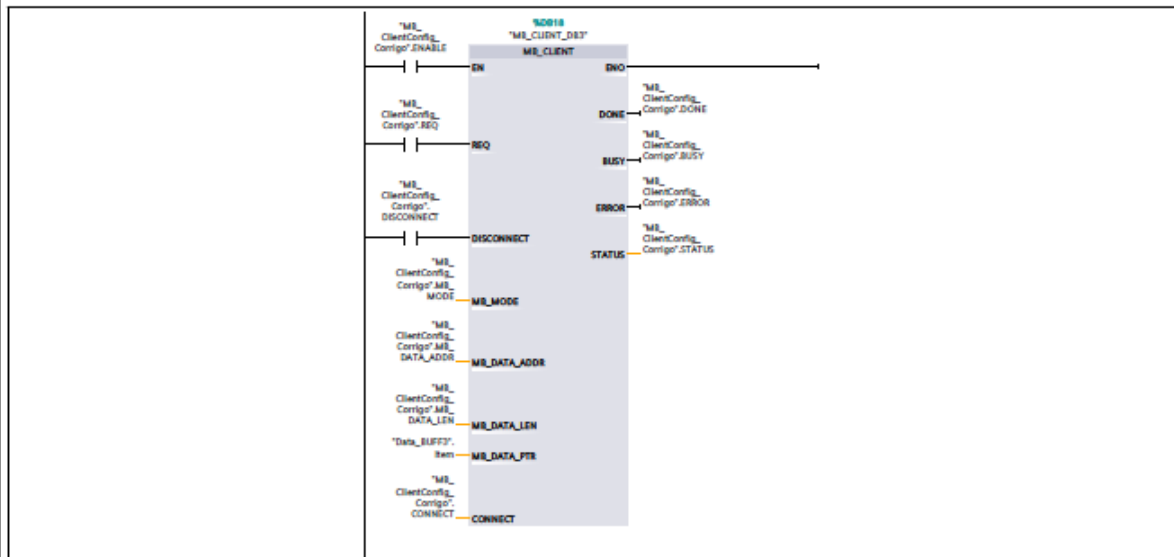 "MB_
ClientConfig_
Corrigo".ENABLE
%DB18
"MB_CLIENT_DB3"
MB_CLIENT
EN
ENO
"MB_
ClientConfig_
Corrigo".REQ
REQ
"MB_
ClientConfig_
Corrigo".DONE
DONE
"MB_
ClientConfig_
Corrigo".BUSY
BUSY
"MB_
ClientConfig_
Corrigo".
DISCONNECT
DISCONNECT
"MB_
ClientConfig_
Corrigo".ERROR
ERROR
"MB_
ClientConfig_
Corrigo".STATUS
STATUS
"MB_
ClientConfig_
Corrigo".MB_
MODE
MB_MODE
"MB_
ClientConfig_
Corrigo".MB_
DATA_ADDR
MB_DATA_ADDR
"MB_
ClientConfig_
Corrigo".MB_
DATA_LEN
MB_DATA_LEN
"Data_BUFF3".
Item
MB_DATA_PTR
"MB_
ClientConfig_
Corrigo".
CONNECT
CONNECT